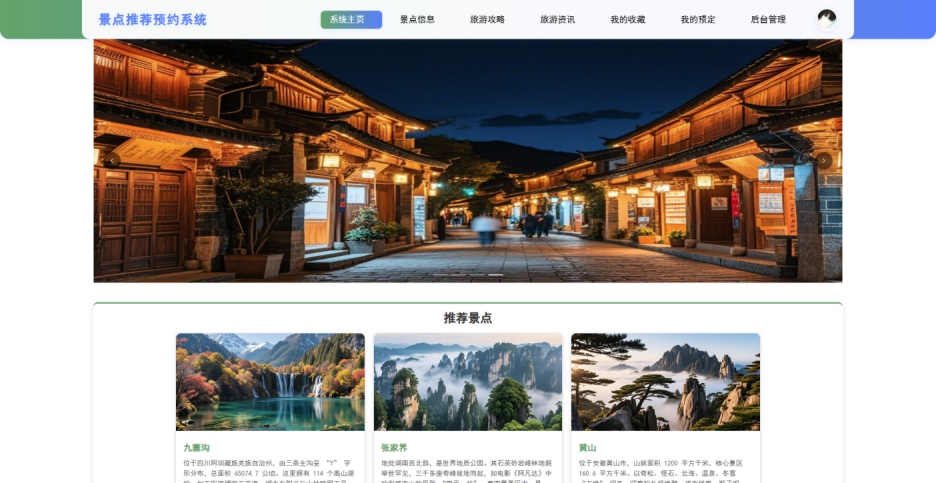 景点推荐预约系统
系统主页 景点信息 旅游攻略 旅游资讯 我的收藏 我的预定 后台管理
推荐景点
九寨沟
位于四川阿坝藏族羌族自治州，由三条主沟呈 “Y” 字
形分布，总面积 65074.7 公顷。这里拥有 114 个高山湖
张家界
地处湖南西北部，是世界地质公园。其石英砂岩峰林地貌
举世罕见，三千多座奇峰拔地而起，如电影《阿凡达》中
黄山
位于安徽黄山市，山脉面积 1200 平方千米，核心景区
160.6 平方千米。以奇松、怪石、云海、温泉、冬雪